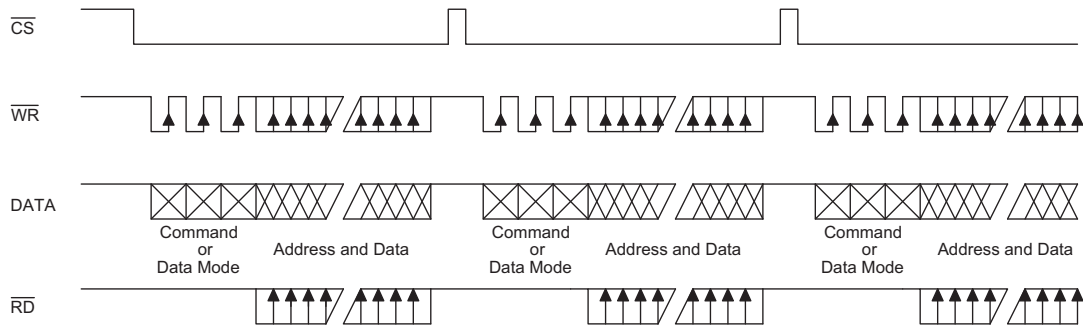 CS
WR
DATA
Command
or
Data Mode
Address and Data
Command
or
Data Mode
Address and Data
Command
or
Data Mode
Address and Data
RD